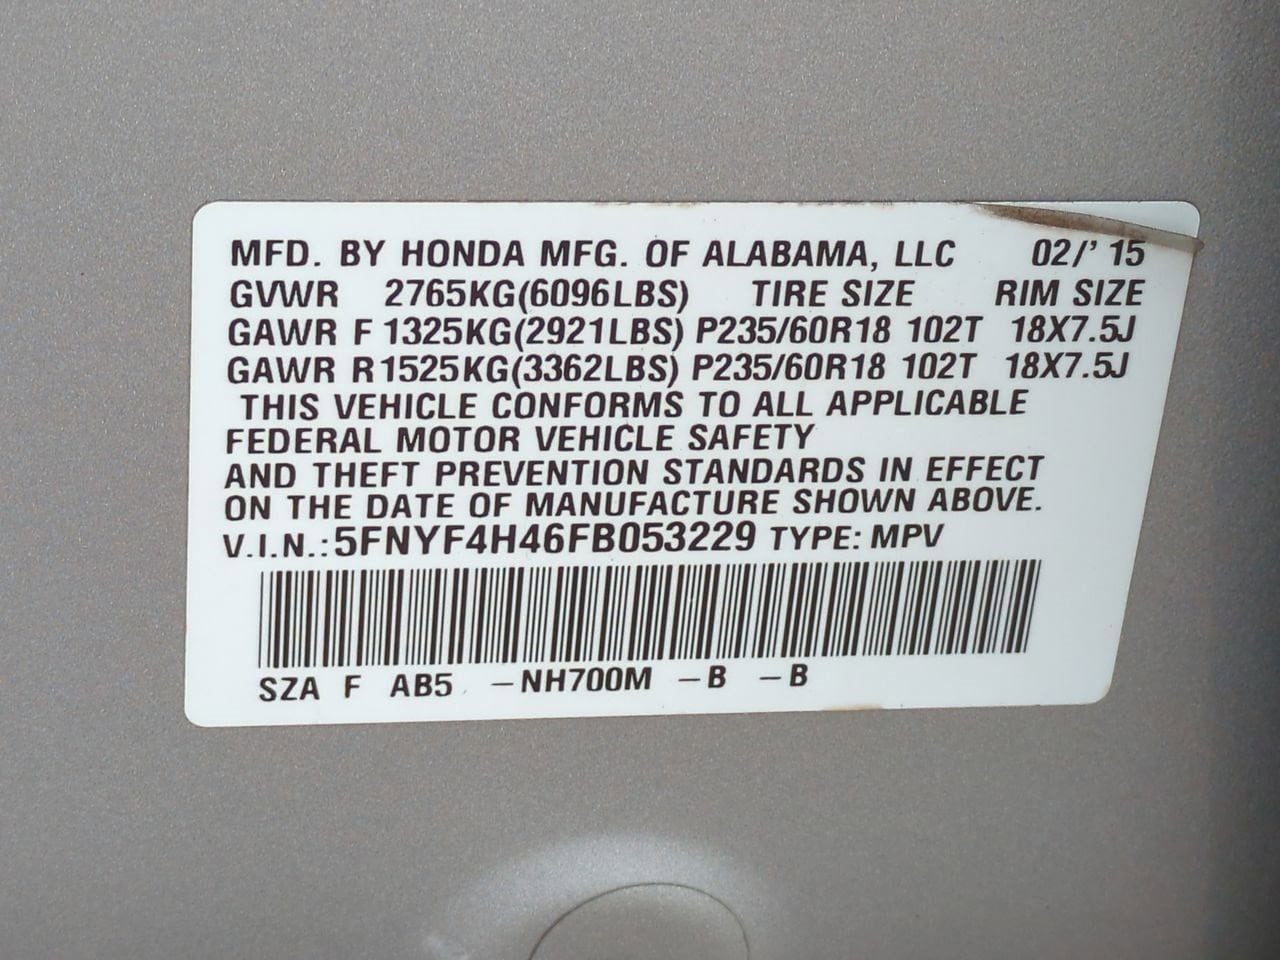 MFD. BY HONDA MFG. OF ALABAMA, LLC 02/' 15
GVWR 2765KG(6096LBS) TIRE SIZE RIM SIZE
GAWR F 1325KG(2921LBS) P235/60R18 102T 18X7.5J
GAWR R 1525KG(3362LBS) P235/60R18 102T 18X7.5J
THIS VEHICLE CONFORMS TO ALL APPLICABLE
FEDERAL MOTOR VEHICLE SAFETY
AND THEFT PREVENTION STANDARDS IN EFFECT
ON THE DATE OF MANUFACTURE SHOWN ABOVE.
V.I.N.: 5FNYF4H46FB053229 TYPE: MPV
SZA F AB5 -NH700M -B -B